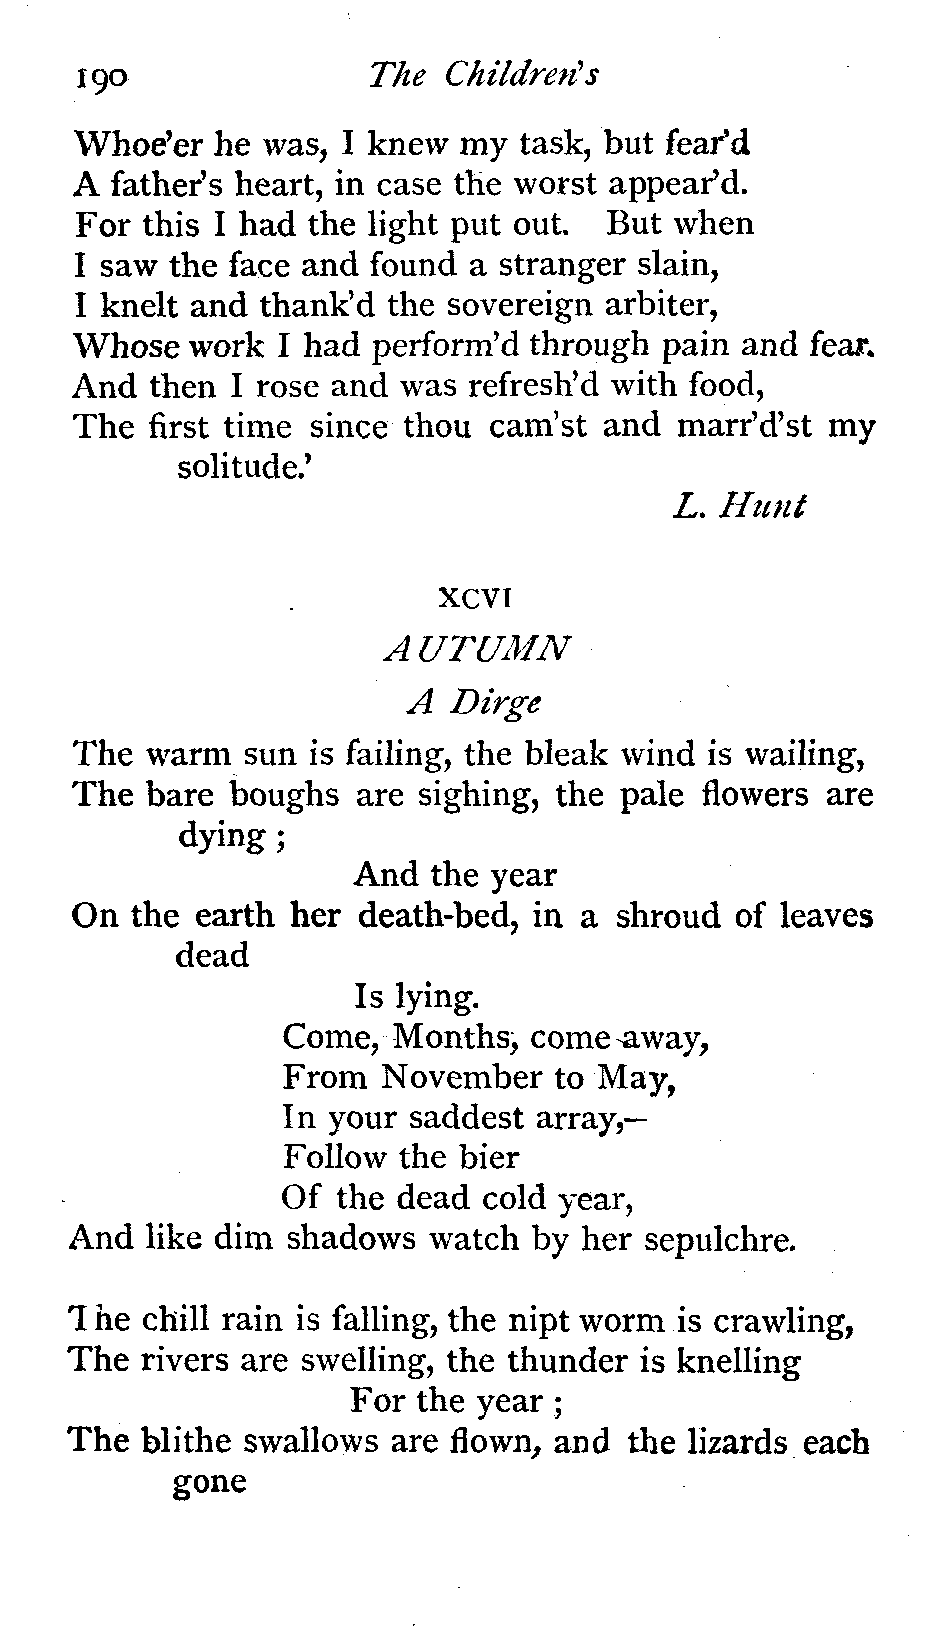 190 The Children's
Whoe'er he was, I knew my task, but fear'd
A father's heart, in case the worst appear'd.
For this I had the light put out. But when
I saw the face and found a stranger slain,
I knelt and thank'd the sovereign arbiter,
Whose work I had perform'd through pain and fear.
And then I rose and was refresh'd with food,
The first time since thou cam'st and marr'd'st my
solitude.'
L. Hunt
XCVI
AUTUMN
A Dirge
The warm sun is failing, the bleak wind is wailing,
The bare boughs are sighing, the pale flowers are
dying ;
And the year
On the earth her death-bed, in a shroud of leaves
dead
Is lying.
Come, Months, come away,
From November to May,
In your saddest array,—
Follow the bier
Of the dead cold year,
And like dim shadows watch by her sepulchre.
The chill rain is falling, the nipt worm is crawling,
The rivers are swelling, the thunder is knelling
For the year ;
The blithe swallows are flown, and the lizards each
gone